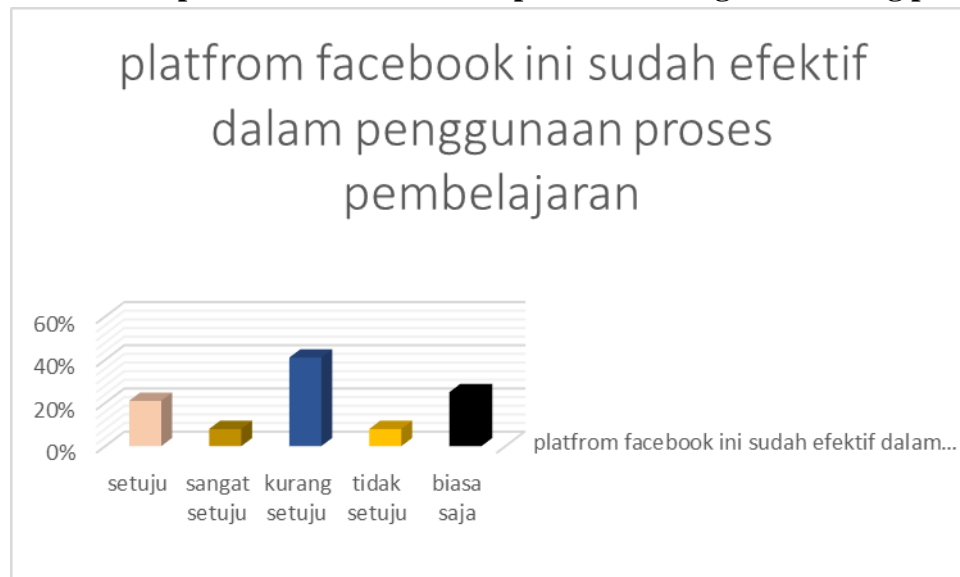 platfrom facebook ini sudah efektif
dalam penggunaan proses
pembelajaran
60%
40%
20%
0%
setuju
sangat setuju
kurang setuju
tidak setuju
biasa saja
platfrom facebook ini sudah efektif dalam...